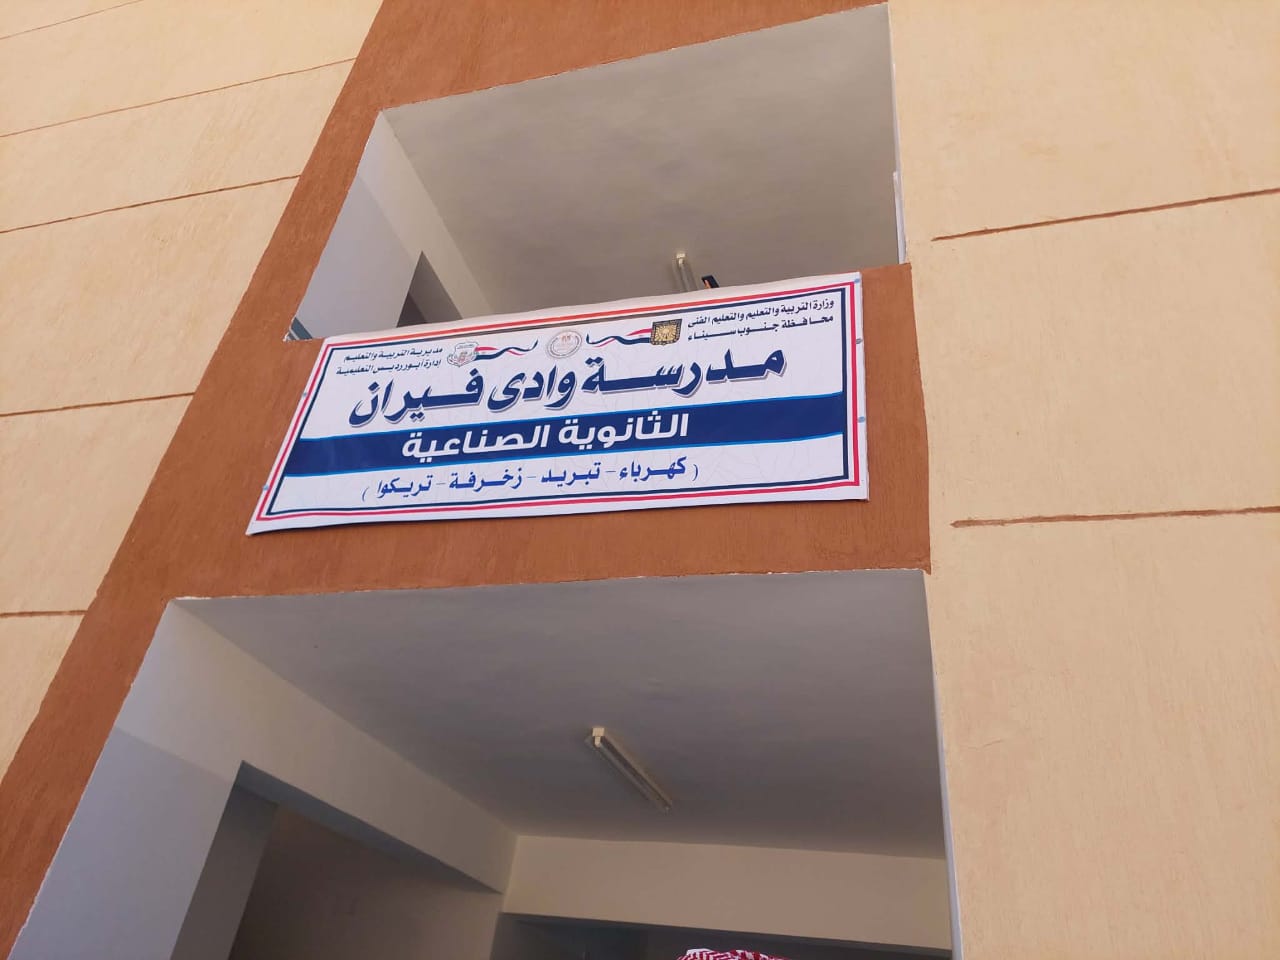 وزارة التربية والتعليم والتعليم الفنى
محافظة جنوب سيناء
مديرية التربية والتعليم
ادارة أبورديس التعليمية
مدرسة وادى فيران
الثانوية الصناعية
( كهرباء - تبريد - زخرفة - تريكوا )